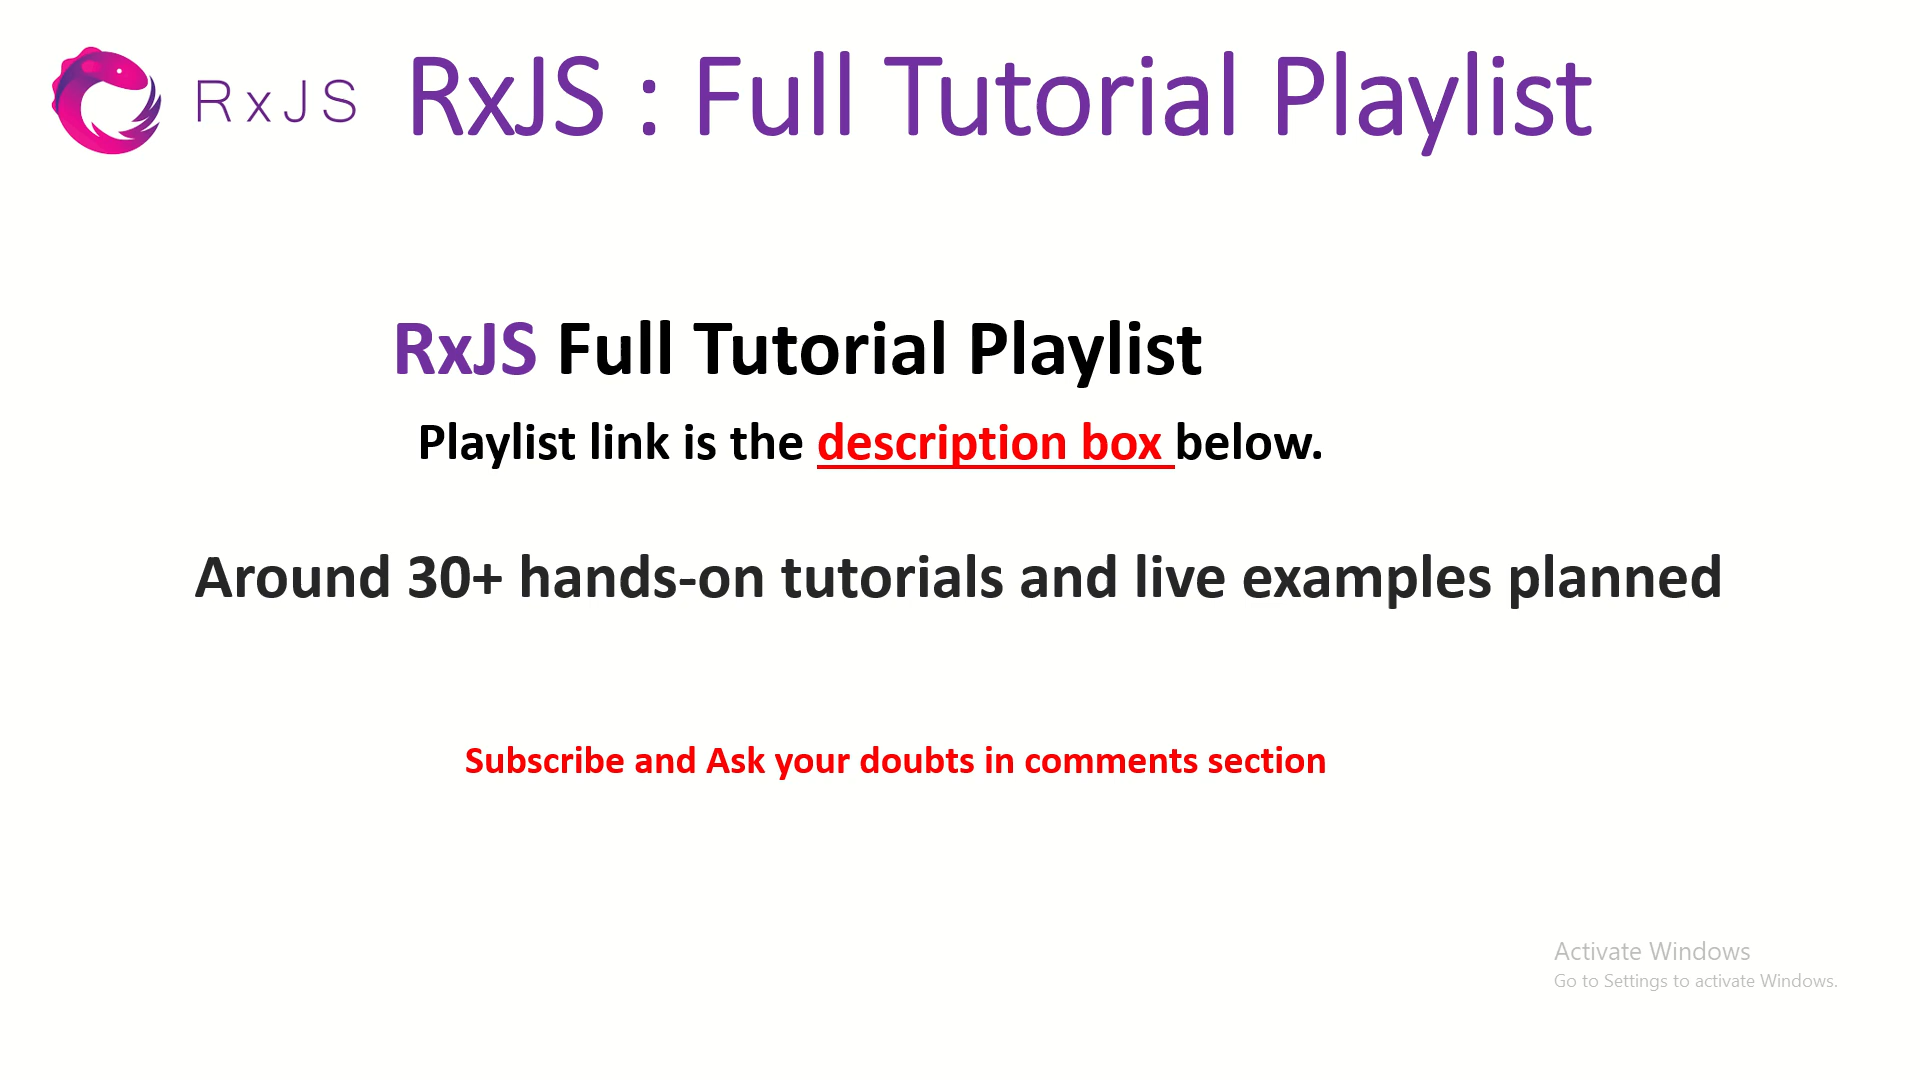 RxJS RxJS : Full Tutorial Playlist
RxJS Full Tutorial Playlist
Playlist link is the description box below.
Around 30+ hands-on tutorials and live examples planned
Subscribe and Ask your doubts in comments section
Activate Windows
Go to Settings to activate Windows.